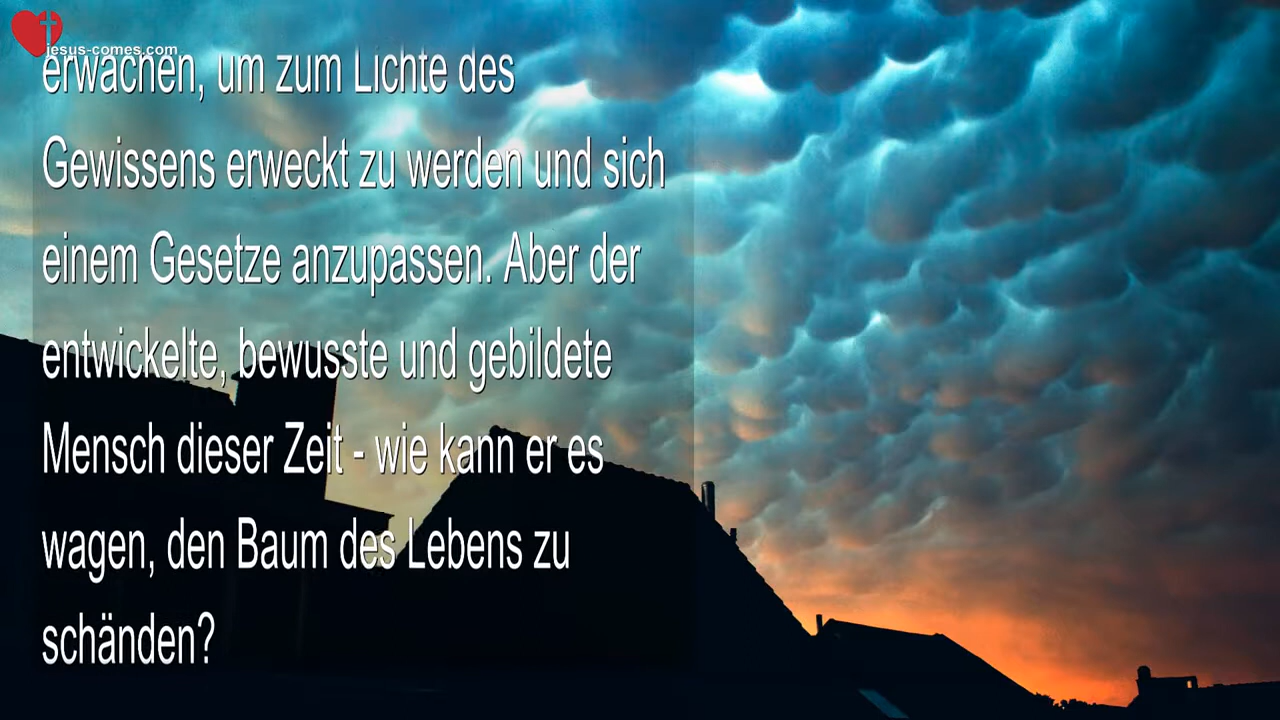 jesus-comes.com
erwachen, um zum Lichte des
Gewissens erweckt zu werden und sich
einem Gesetze anzupassen. Aber der
entwickelte, bewusste und gebildete
Mensch dieser Zeit - wie kann er es
wagen, den Baum des Lebens zu
schänden?